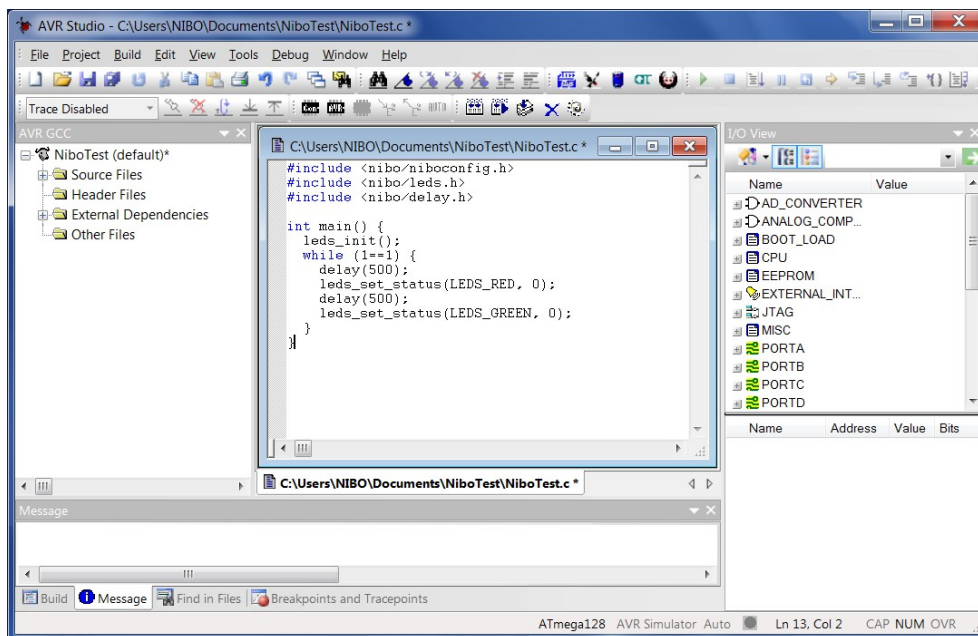 AVR Studio - C:\Users\NIBO\Documents\NiboTest\NiboTest.c *
File Project Build Edit View Tools Debug Window Help
Trace Disabled
AVR GCC
NiboTest (default)*
Source Files
Header Files
External Dependencies
Other Files
C:\Users\NIBO\Documents\NiboTest\NiboTest.c *
#include <nibo/niboconfig.h>
#include <nibo/leds.h>
#include <nibo/delay.h>
int main() {
leds_init();
while (1==1) {
delay(500);
leds_set_status(LEDS_RED, 0);
delay(500);
leds_set_status(LEDS_GREEN, 0);
}
}
C:\Users\NIBO\Documents\NiboTest\NiboTest.c *
I/O View
Name Value
AD_CONVERTER
ANALOG_COMP...
BOOT_LOAD
CPU
EEPROM
EXTERNAL_INT...
JTAG
MISC
PORTA
PORTB
PORTC
PORTD
Name Address Value Bits
Message
Build Message Find in Files Breakpoints and Tracepoints
ATmega128 AVR Simulator Auto Ln 13, Col 2 CAP NUM OVR